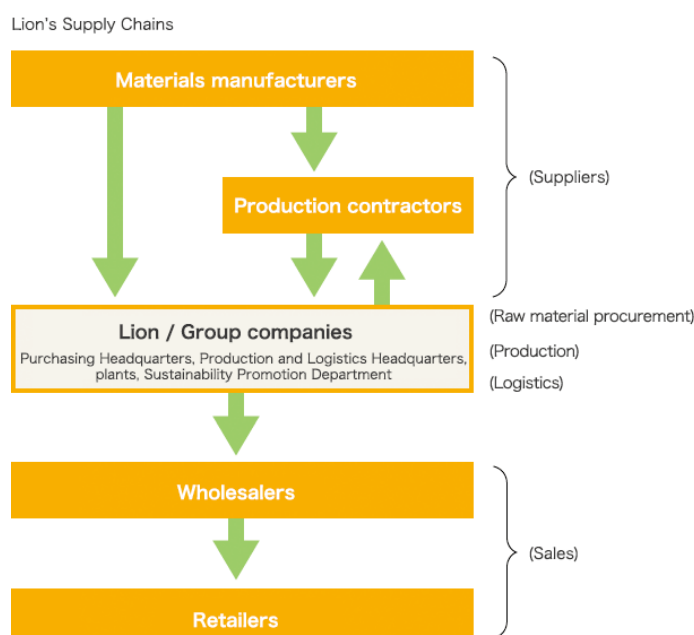 Lion's Supply Chains
Materials manufacturers
(Suppliers)
Production contractors
Lion / Group companies
Purchasing Headquarters, Production and Logistics Headquarters,
plants, Sustainability Promotion Department
(Raw material procurement)
(Production)
(Logistics)
Wholesalers
(Sales)
Retailers